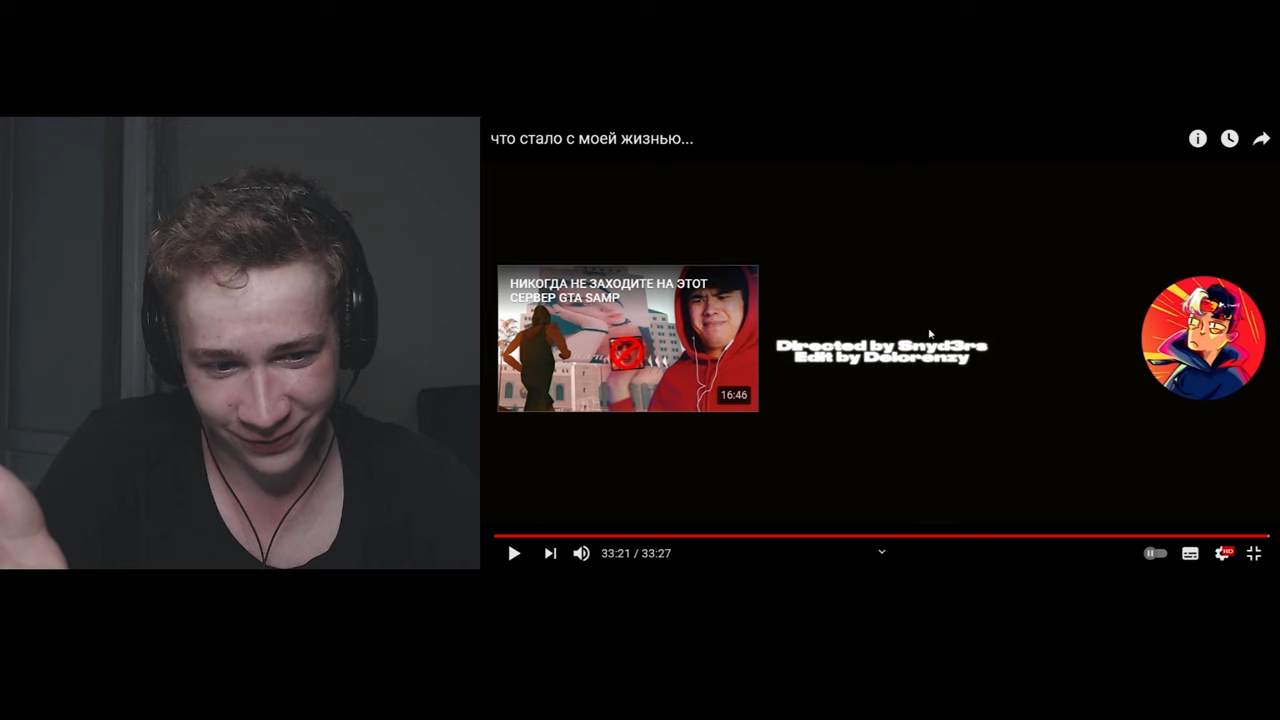 что стало с моей жизнью...
НИКОГДА НЕ ЗАХОДИТЕ НА ЭТОТ
СЕРВЕР GTA SAMP
16:46
Directed by Snyd3rs
Edit by Delorenzy
33:21 / 33:27
HD